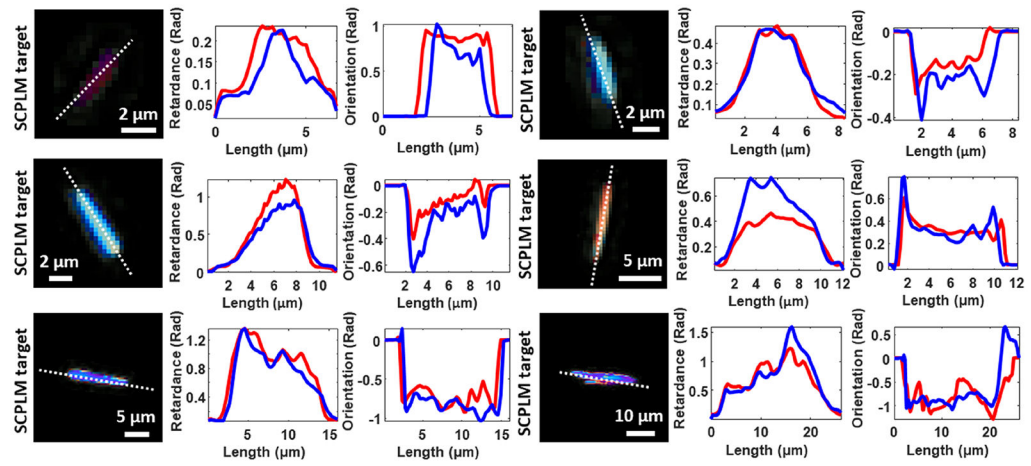 SCPLM target
2 µm
Retardance (Rad)
0.2
0.15
0.1
0.05
0
5
Length (µm)
Orientation (Rad)
1
0.5
0
0
5
Length (µm)
SCPLM target
2 µm
Retardance (Rad)
0.4
0.3
0.2
0.1
2
4
6
8
Length (µm)
Orientation (Rad)
0
-0.2
-0.4
2
4
6
8
Length (µm)
SCPLM target
2 µm
Retardance (Rad)
1
0.5
0
2
4
6
8
10
Length (µm)
Orientation (Rad)
0
-0.2
-0.4
-0.6
2
4
6
8
10
Length (µm)
SCPLM target
5 µm
Retardance (Rad)
0.6
0.4
0.2
2
4
6
8
10
12
Length (µm)
Orientation (Rad)
0.8
0.6
0.4
0.2
0
2
4
6
8
10
12
Length (µm)
SCPLM target
5 µm
Retardance (Rad)
1.2
0.8
0.4
5
10
15
Length (µm)
Orientation (Rad)
0
-0.5
-1
5
10
15
Length (µm)
SCPLM target
10 µm
Retardance (Rad)
1.5
1.0
0.5
0
0
10
20
Length (µm)
Orientation (Rad)
0.5
0
-0.5
-1
0
10
20
Length (µm)